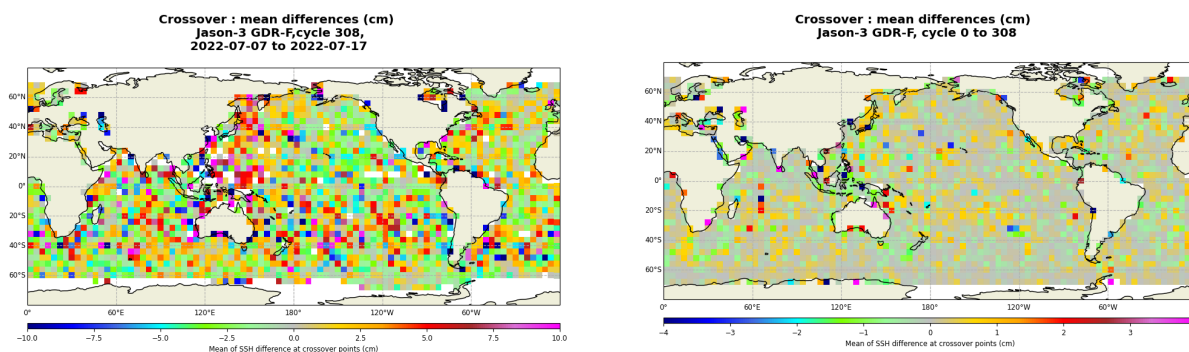 Crossover : mean differences (cm)
Jason-3 GDR-F,cycle 308,
2022-07-07 to 2022-07-17
60°N
40°N
20°N
0°
20°S
40°S
60°S
0° 60°E 120°E 180° 120°W 60°W
−10.0 −7.5 −5.0 −2.5 0.0 2.5 5.0 7.5 10.0
Mean of SSH difference at crossover points (cm)
Crossover : mean differences (cm)
Jason-3 GDR-F, cycle 0 to 308
60°N
40°N
20°N
0°
20°S
40°S
60°S
0° 60°E 120°E 180° 120°W 60°W
−4 −3 −2 −1 0 1 2 3
Mean of SSH difference at crossover points (cm)